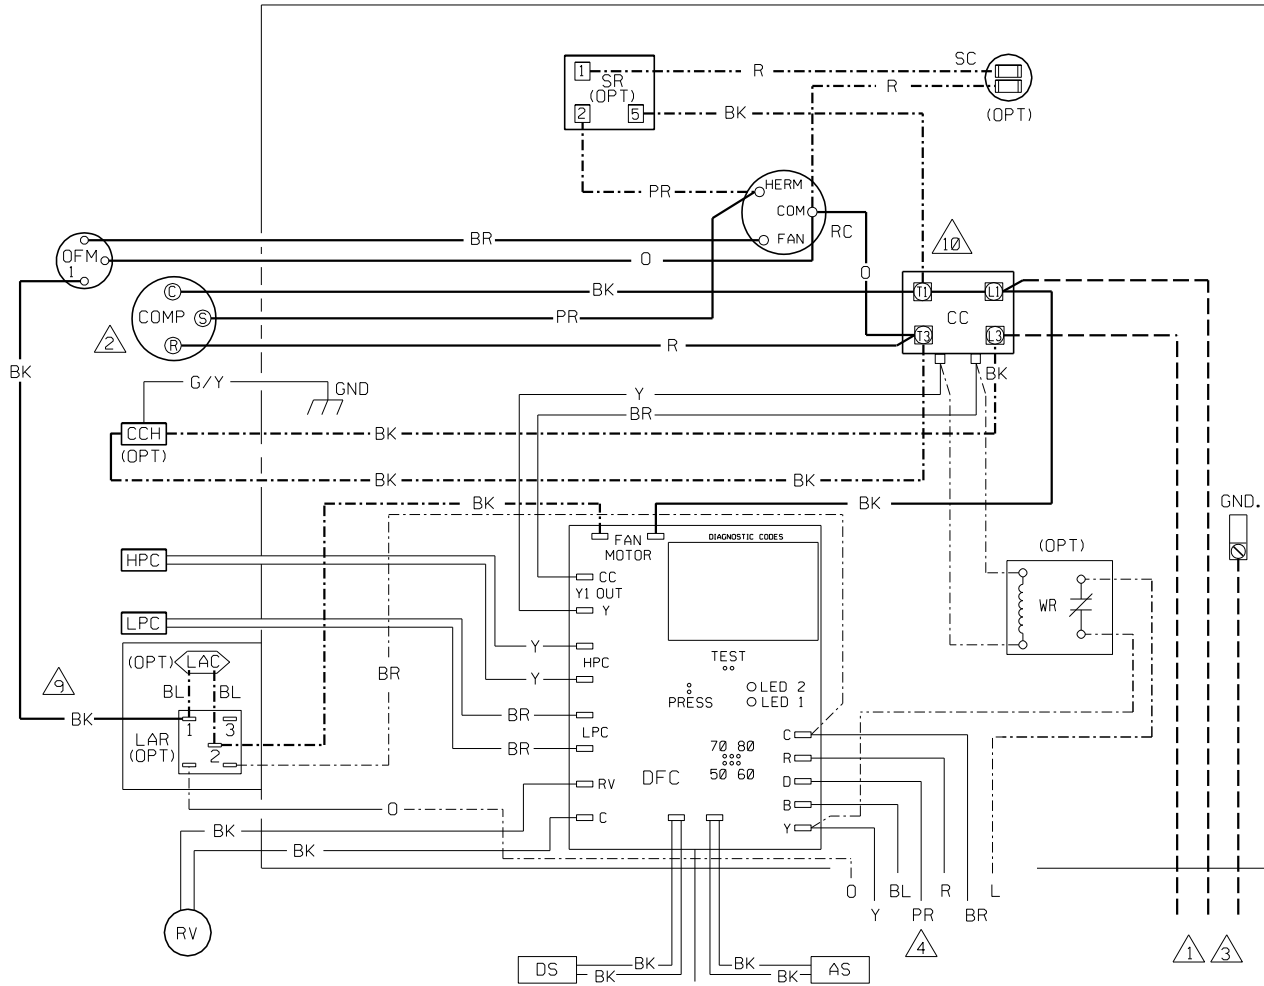 SC
1
R
SR
(OPT)
R
2
5
BK
(OPT)
PR
HERM
COM
RC
FAN
BR
10
OFM
1
O
O
C
BK
T1
L1
COMP
S
PR
CC
2
R
R
T3
L3
BK
BK
G/Y
GND
Y
BR
CCH
BK
(OPT)
BK
BK
BK
BK
GND.
FAN
MOTOR
DIAGNOSTIC CODES
(OPT)
HPC
CC
Y1 OUT
Y
WR
LPC
Y
HPC
TEST
(OPT)
LAC
BR
Y
LED 2
9
BL
BL
PRESS
LED 1
BK
1
3
BR
LPC
C
LAR
(OPT)
2
BR
70 80
R
50 60
DFC
D
RV
O
B
C
Y
BK
BK
O
BL
R
L
Y
PR
BR
RV
4
1
3
DS
BK
BK
BK
BK
AS